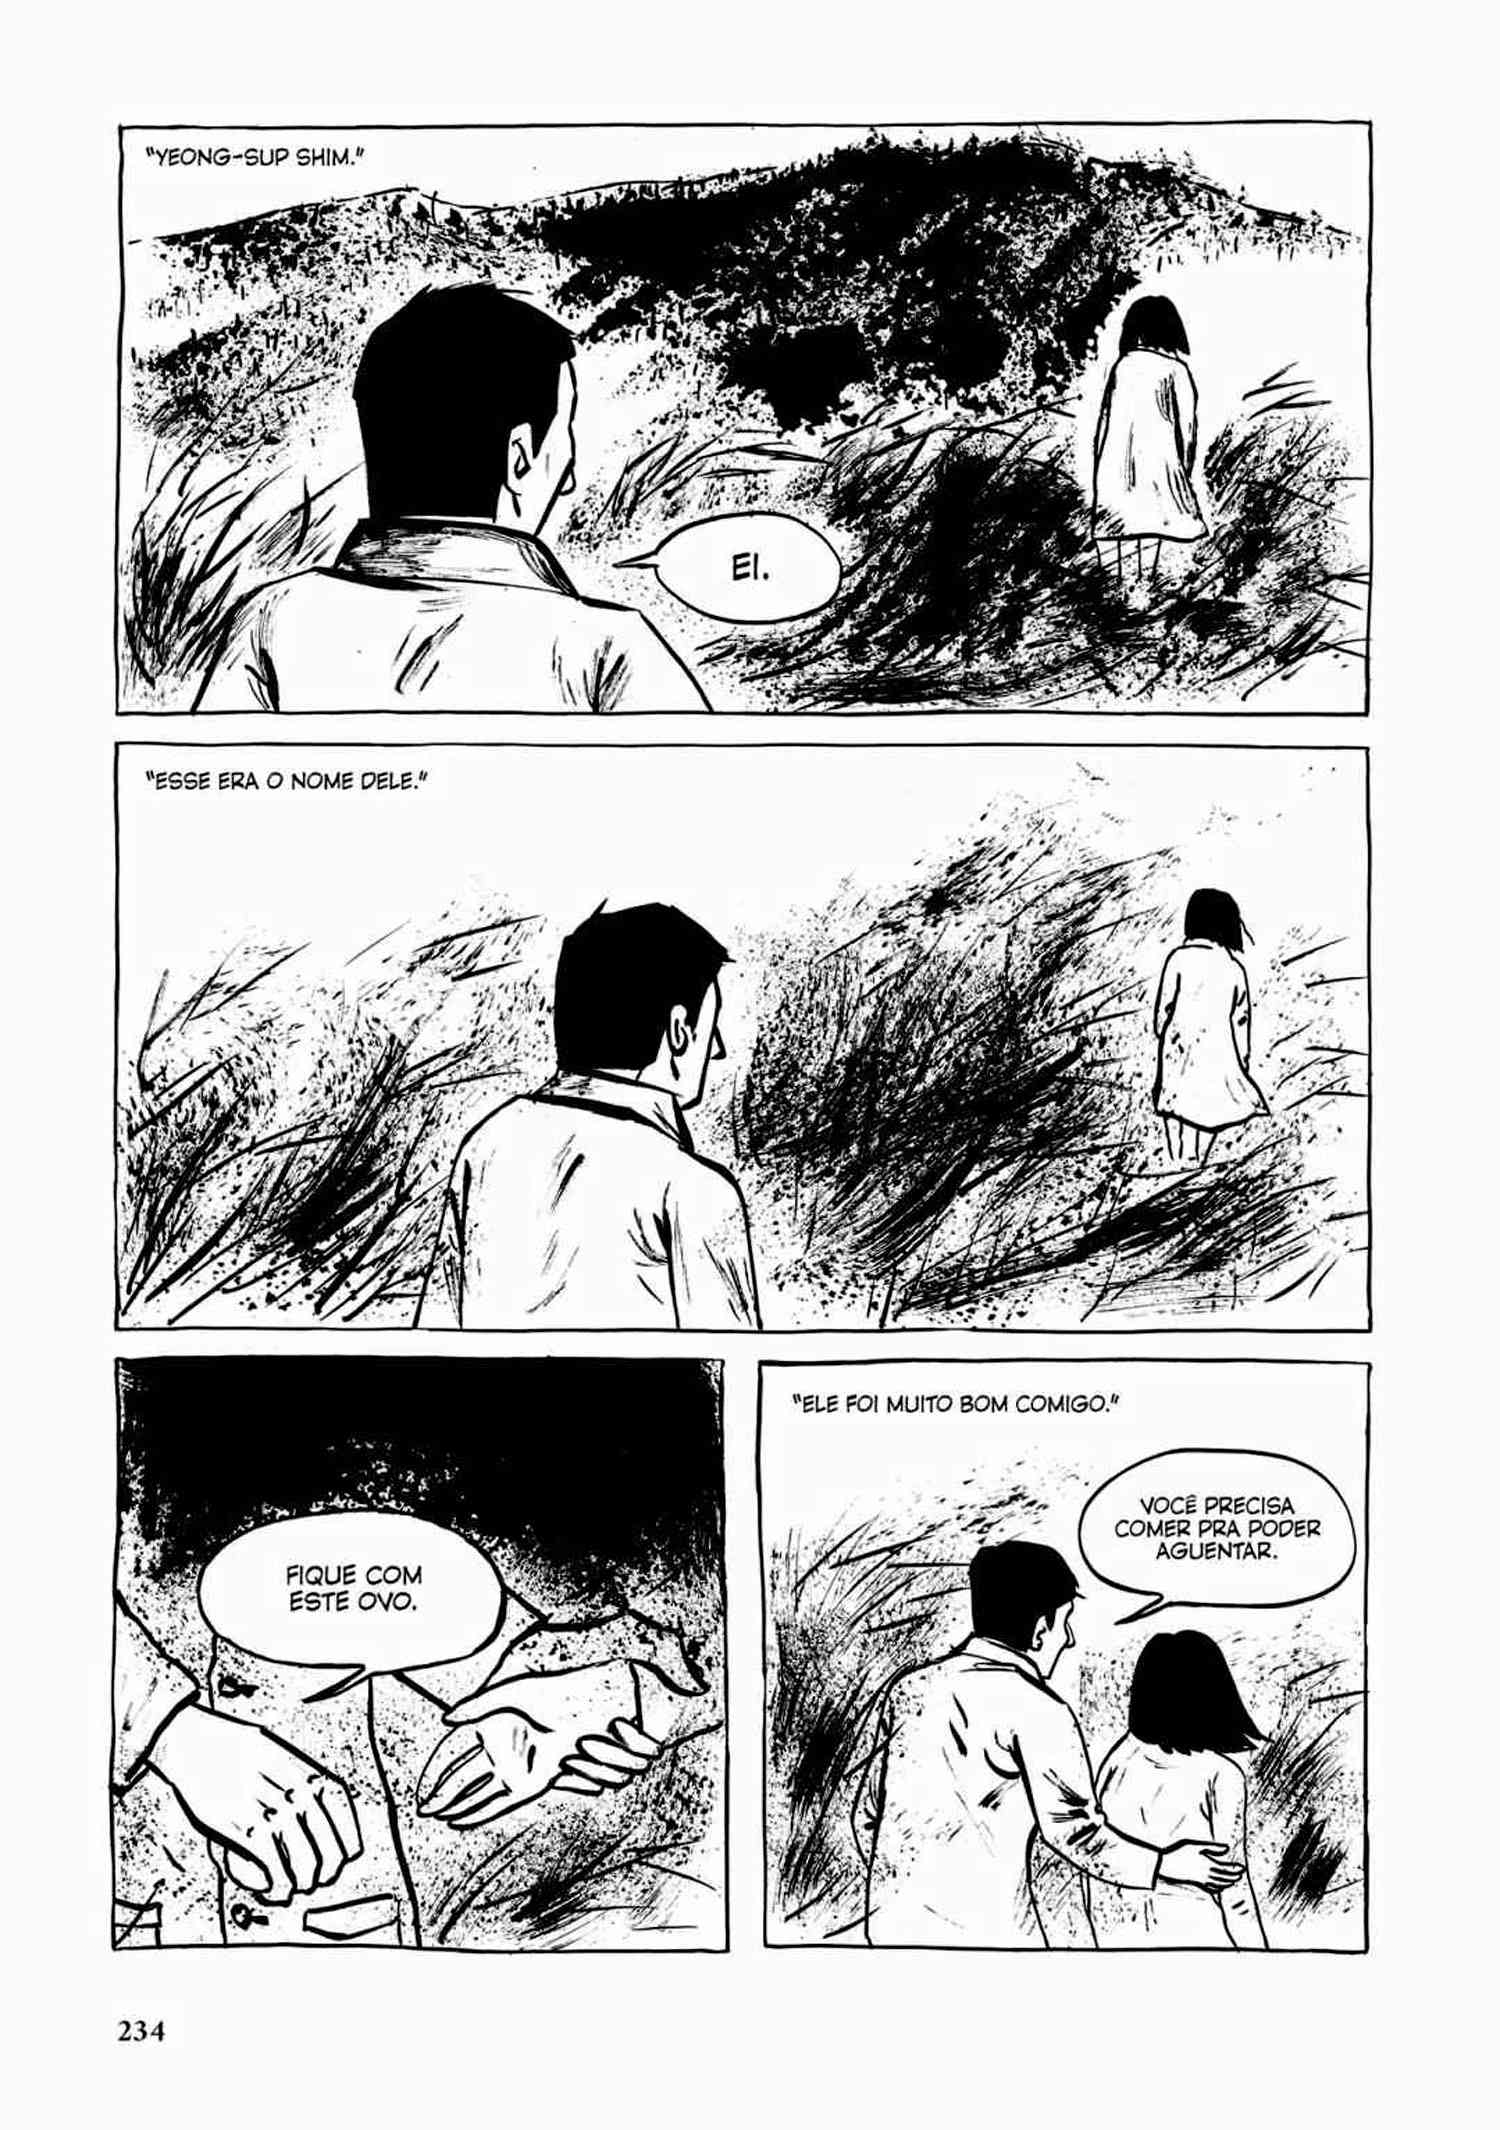 "YEONG-SUP SHIM."
EI.
"ESSE ERA O NOME DELE."
FIQUE COM
ESTE OVO.
"ELE FOI MUITO BOM COMIGO."
VOCÊ PRECISA
COMER PRA PODER
AGUENTAR.
234